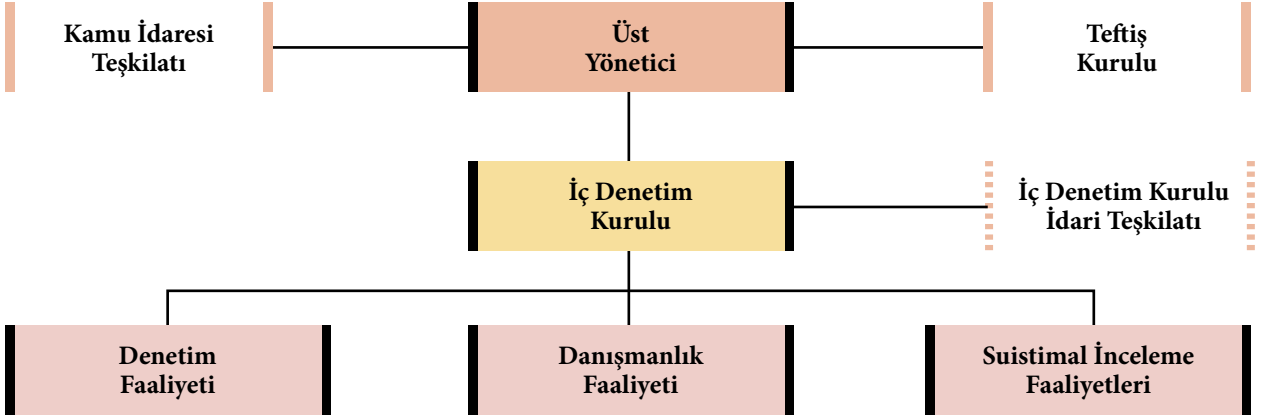 Kamu İdaresi
Teşkilatı
Üst
Yönetici
Teftiş
Kurulu
İç Denetim
Kurulu
İç Denetim Kurulu
İdari Teşkilatı
Denetim
Faaliyeti
Danışmanlık
Faaliyeti
Suistimal İnceleme
Faaliyetleri